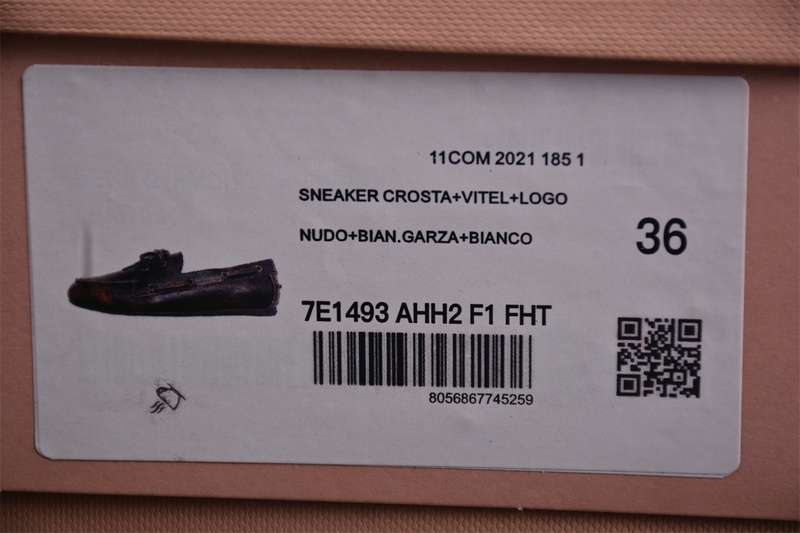 11COM 2021 185 1
SNEAKER CROSTA+VITEL+LOGO
NUDO+BIAN.GARZA+BIANCO
36
7E1493 AHH2 F1 FHT
8056867745259